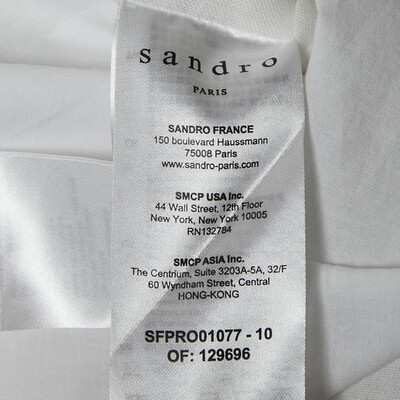 sandro
PARIS
SANDRO FRANCE
150 boulevard Haussmann
75008 Paris
www.sandro-paris.com
SMCP USA Inc.
44 Wall Street, 12th Floor
New York, New York 10005
RN132784
SMCP ASIA Inc.
The Centrium, Suite 3203A-5A, 32/F
60 Wyndham Street, Central
HONG-KONG
SFPRO01077 - 10
OF: 129696